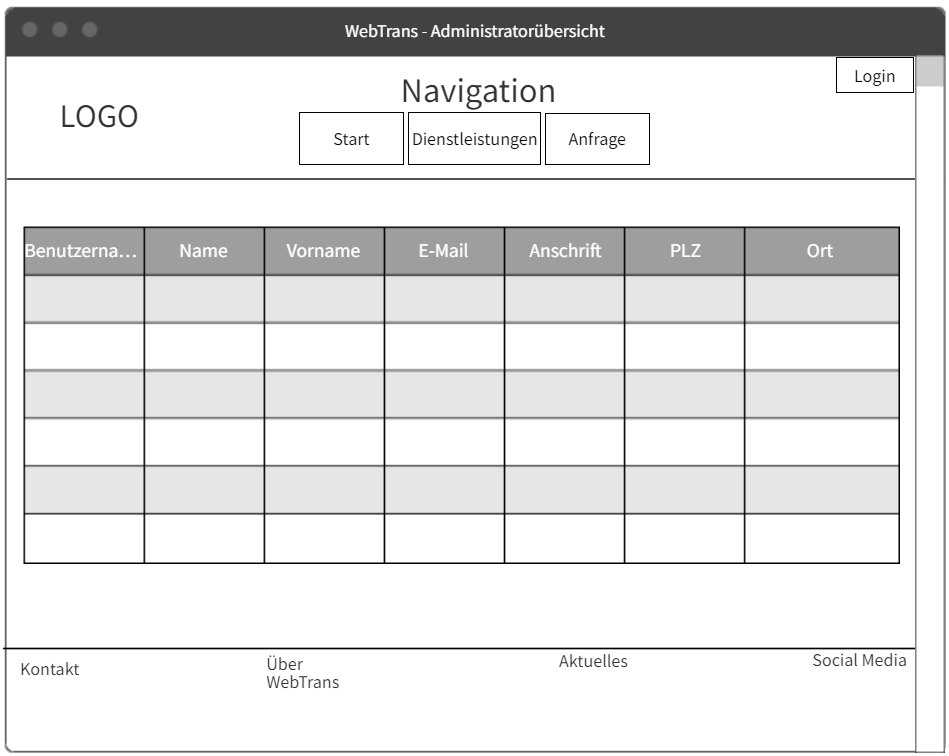 WebTrans - Administratorübersicht
Login
Navigation
LOGO
Start Dienstleistungen Anfrage
Benutzerna... Name Vorname E-Mail Anschrift PLZ Ort
Kontakt
Über
WebTrans
Aktuelles
Social Media